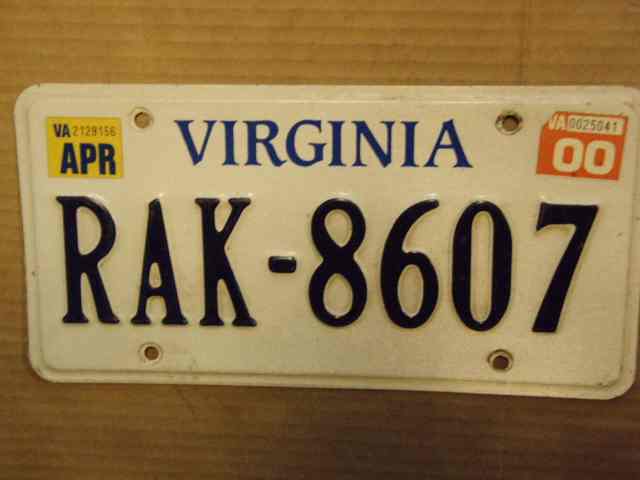 VA 2129156
APR
VIRGINIA
VA 0025041
00
RAK-8607